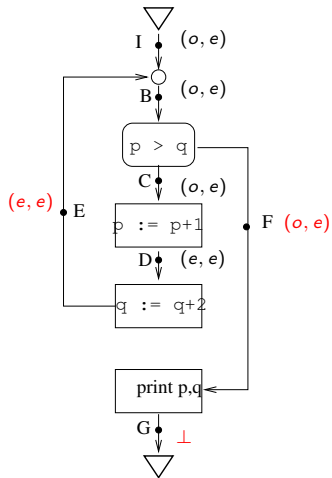 I (o, e)
B (o, e)
p > q
C (o, e)
(e, e) E
F (o, e)
p := p+1
D (e, e)
q := q+2
print p,q
G ⊥